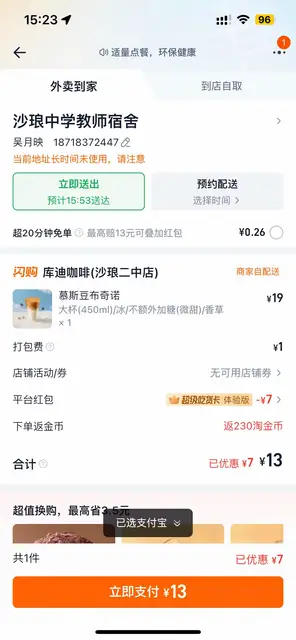 15:23
96
适量点餐，环保健康
1
外卖到家
到店自取
沙琅中学教师宿舍
吴月映 18718372447
当前地址长时间未使用，请注意
立即送出
预计15:53送达
预约配送
选择时间
超20分钟免单 最高赔13元可叠加红包 ¥0.26
闪购 库迪咖啡(沙琅二中店) 商家自配送
慕斯豆布奇诺 ¥19
大杯(450ml)/冰/不额外加糖(微甜)/香草
× 1
打包费 ¥1
店铺活动/券 无可用店铺券
平台红包 超级吃货卡 体验版 -¥7
下单返金币 返230淘金币
合计 已优惠 ¥7 ¥13
超值换购，最高省3.5元
已选支付宝
共1件 已优惠 ¥7
立即支付 ¥13